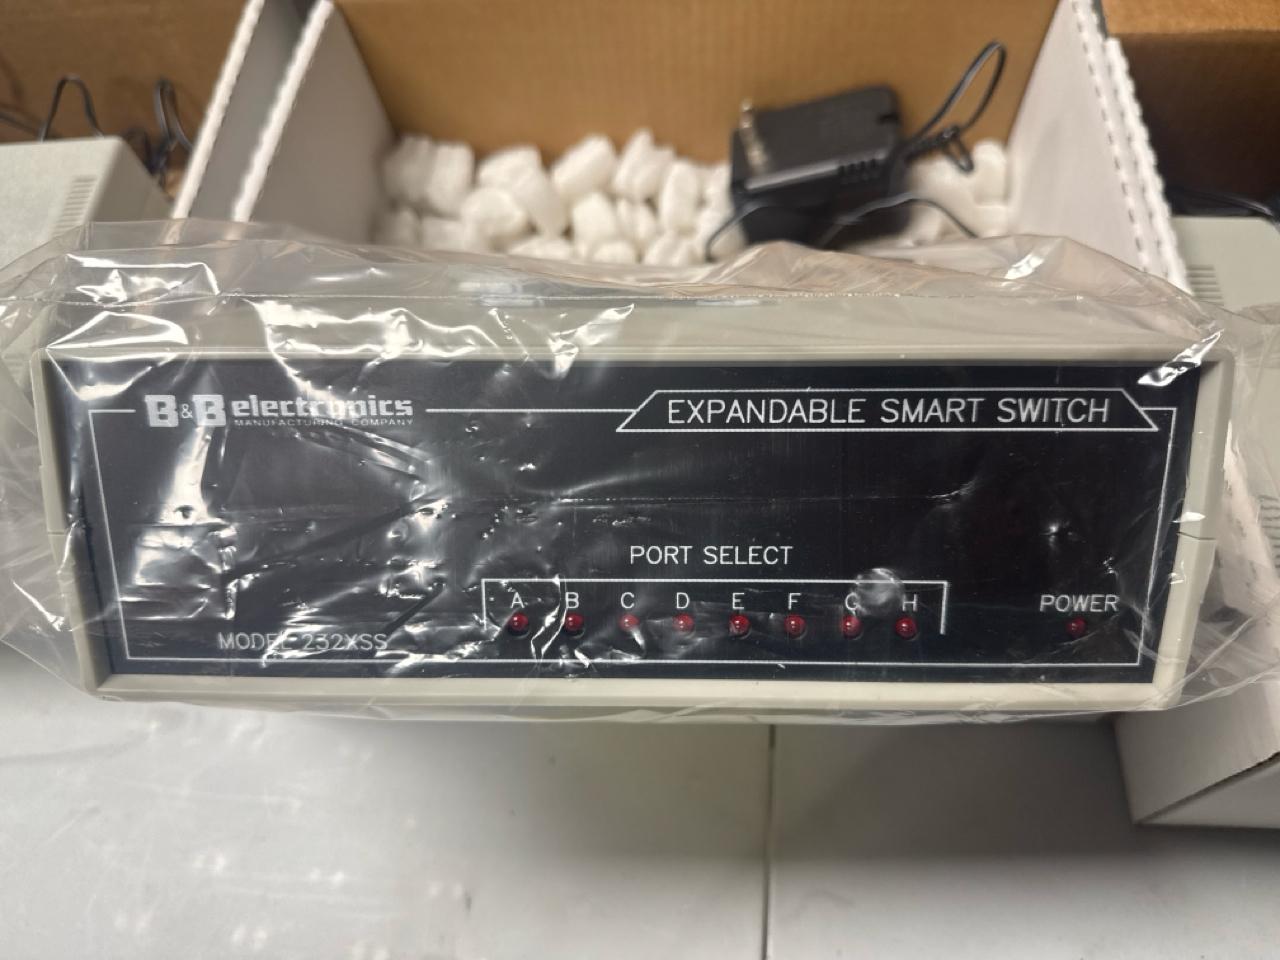 B&B electronics
MANUFACTURING COMPANY
EXPANDABLE SMART SWITCH
PORT SELECT
A B C D E F G H
POWER
MODEL 232XSS